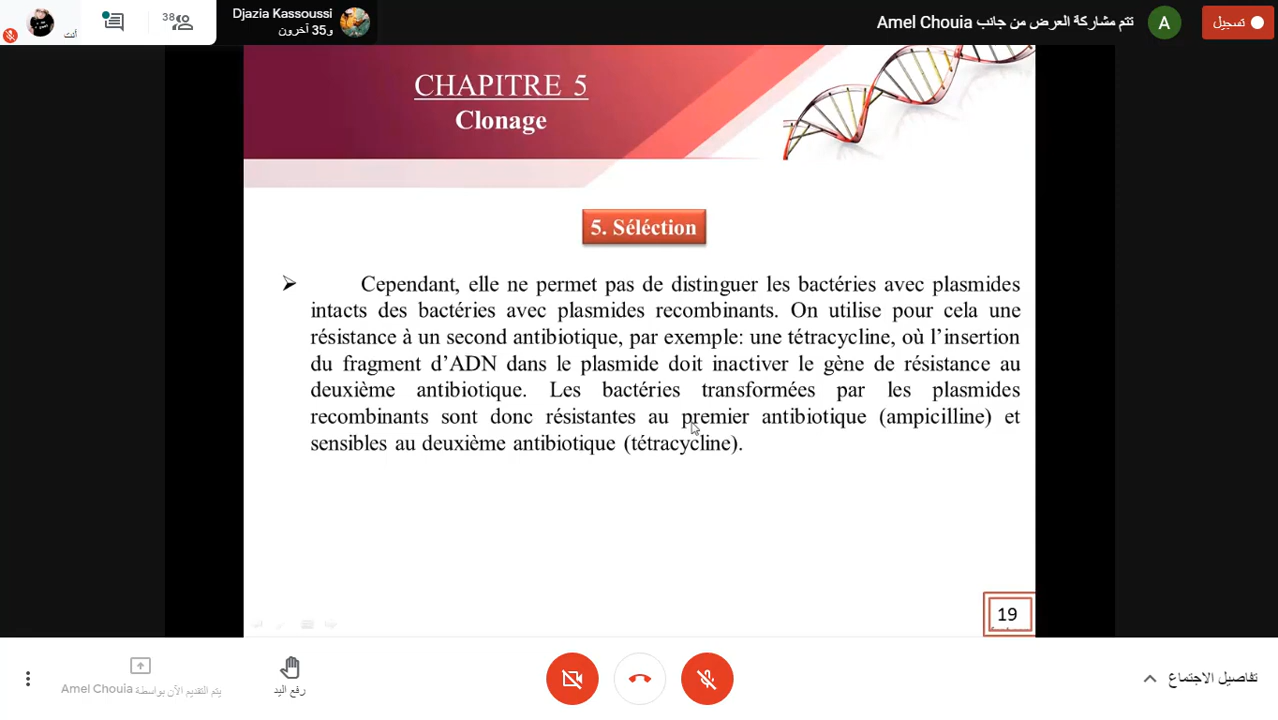 Djazia Kassoussi
و35 آخرون
38
أنت
تتم مشاركة العرض من جانب Amel Chouia
A
تسجيل
CHAPITRE 5
Clonage
5. Séléction
➢ Cependant, elle ne permet pas de distinguer les bactéries avec plasmides
intacts des bactéries avec plasmides recombinants. On utilise pour cela une
résistance à un second antibiotique, par exemple: une tétracycline, où l’insertion
du fragment d’ADN dans le plasmide doit inactiver le gène de résistance au
deuxième antibiotique. Les bactéries transformées par les plasmides
recombinants sont donc résistantes au premier antibiotique (ampicilline) et
sensibles au deuxième antibiotique (tétracycline).
19
يتم التقديم الآن بواسطة Amel Chouia
رفع اليد
تفاصيل الاجتماع